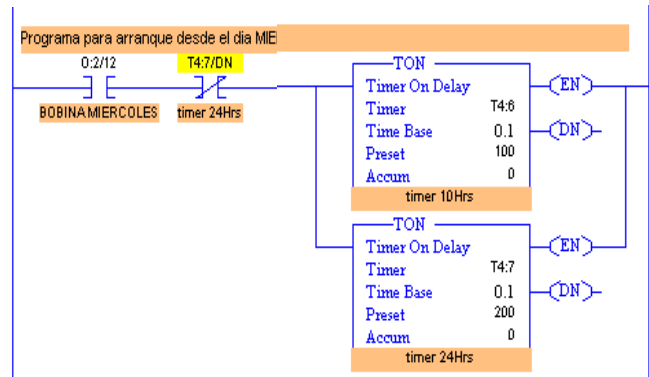 Programa para arranque desde el dia MIE
O:2/12
T4:7/DN
BOBINA MIERCOLES
timer 24Hrs
TON
Timer On Delay
Timer T4:6
Time Base 0.1
Preset 100
Accum 0
EN
DN
timer 10Hrs
TON
Timer On Delay
Timer T4:7
Time Base 0.1
Preset 200
Accum 0
EN
DN
timer 24Hrs